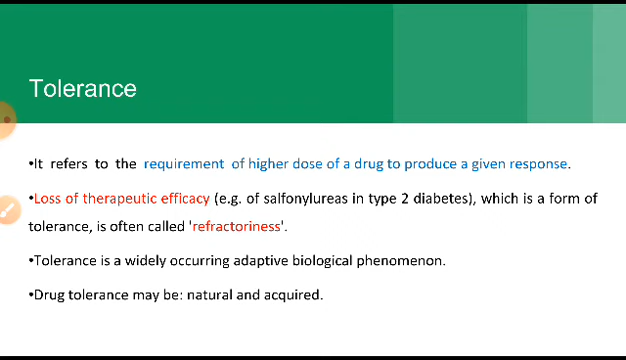 Tolerance
•It refers to the requirement of higher dose of a drug to produce a given response.
•Loss of therapeutic efficacy (e.g. of salfonylureas in type 2 diabetes), which is a form of
tolerance, is often called 'refractoriness'.
•Tolerance is a widely occurring adaptive biological phenomenon.
•Drug tolerance may be: natural and acquired.